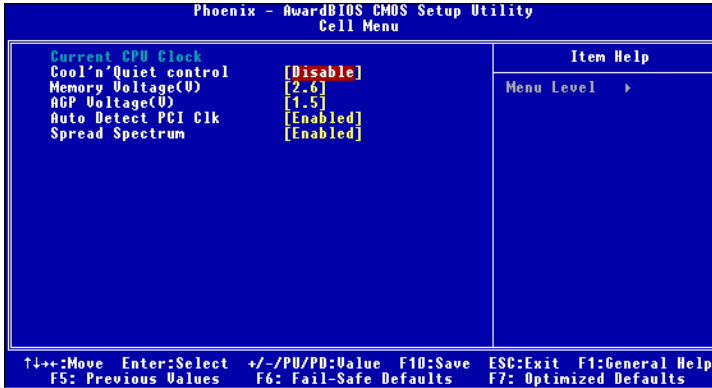 Phoenix - AwardBIOS CMOS Setup Utility
Cell Menu
Current CPU Clock
Cool'n'Quiet control [Disable]
Memory Voltage(V) [2.6]
AGP Voltage(V) [1.5]
Auto Detect PCI Clk [Enabled]
Spread Spectrum [Enabled]
Item Help
Menu Level ▸
↑↓→←:Move Enter:Select +/-/PU/PD:Value F10:Save ESC:Exit F1:General Help
F5: Previous Values F6: Fail-Safe Defaults F7: Optimized Defaults